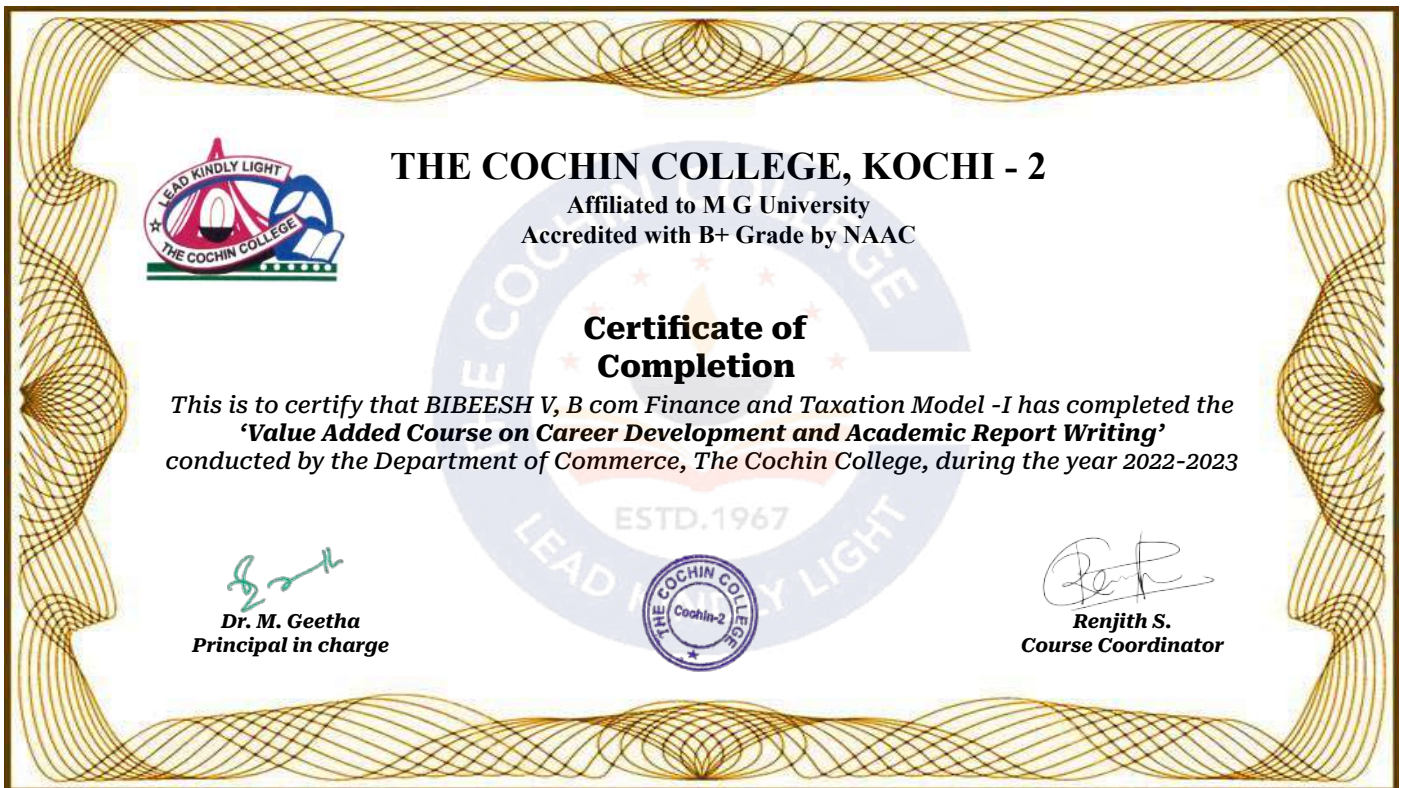 LEAD KINDLY LIGHT
THE COCHIN COLLEGE
THE COCHIN COLLEGE, KOCHI - 2
Affiliated to M G University
Accredited with B+ Grade by NAAC
THE COCHIN COLLEGE
Certificate of
Completion
This is to certify that BIBEESH V, B com Finance and Taxation Model -I has completed the
‘Value Added Course on Career Development and Academic Report Writing’
conducted by the Department of Commerce, The Cochin College, during the year 2022-2023
ESTD.1967
LEAD KINDLY LIGHT
THE COCHIN COLLEGE
Cochin-2
Dr. M. Geetha
Principal in charge
Renjith S.
Course Coordinator